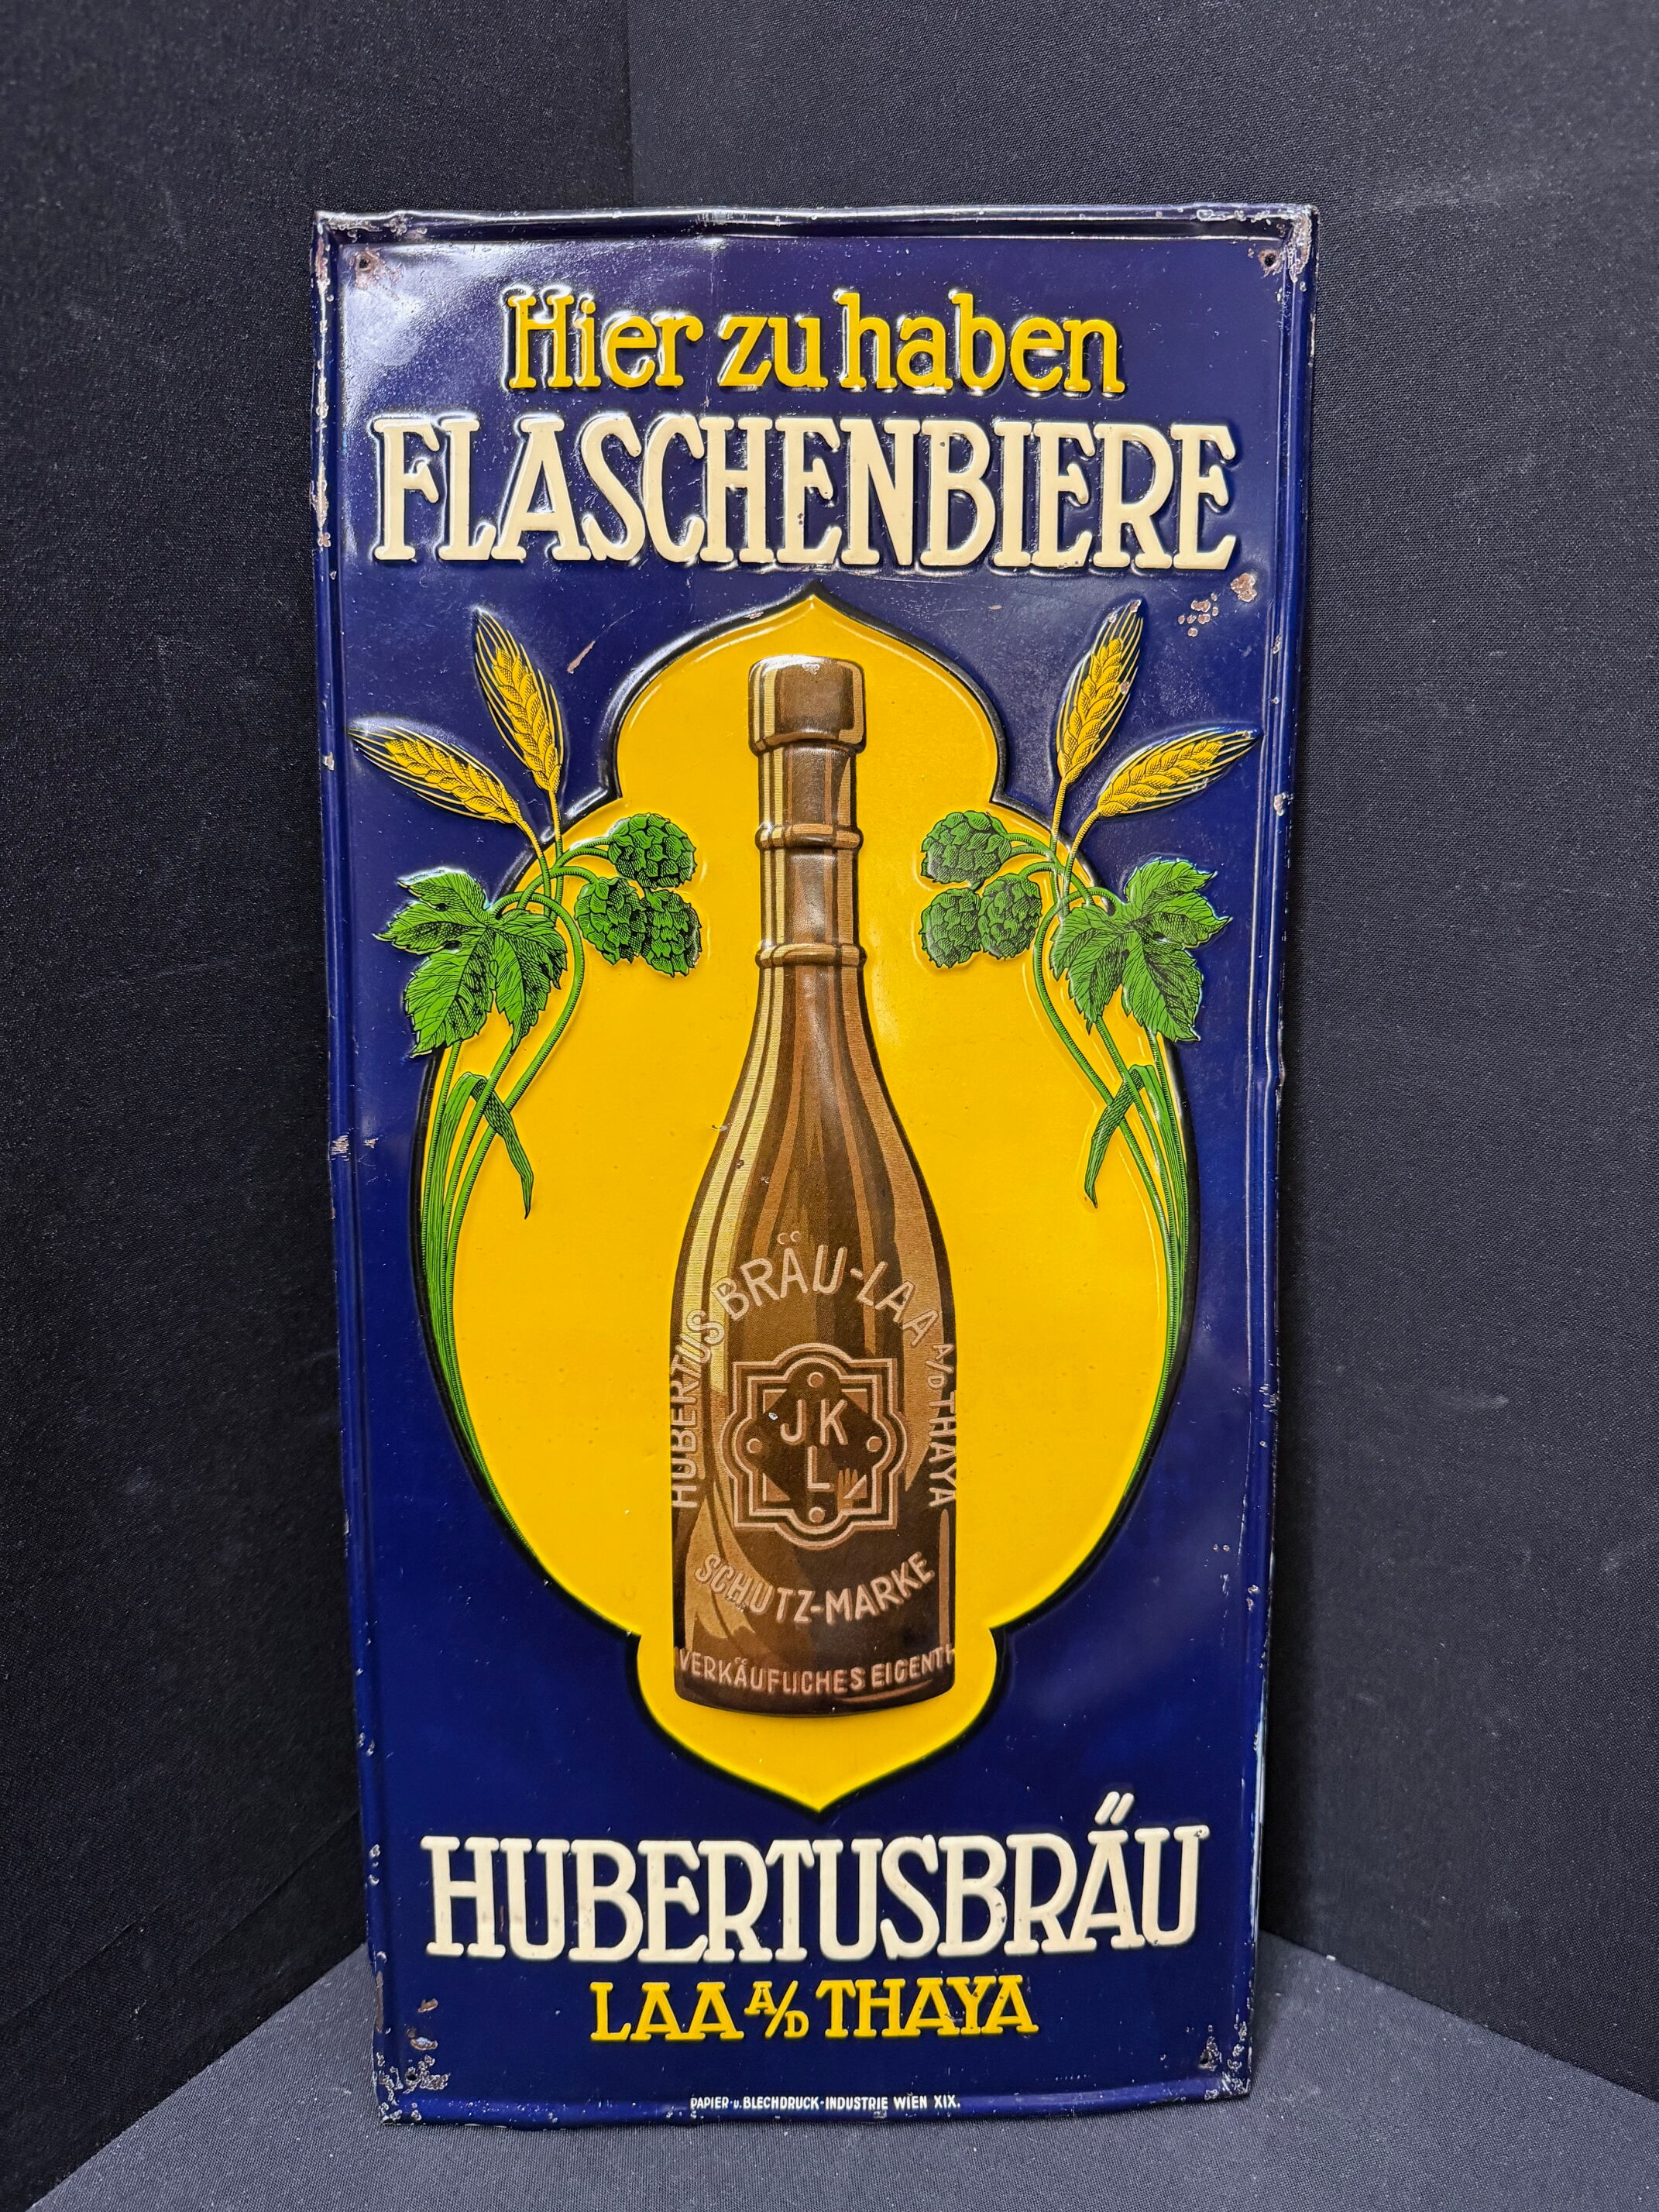 Hier zu haben
FLASCHENBIERE
HUBERTUS BRÄU-LAA A/D THAYA
JK
L
SCHUTZ-MARKE
VERKÄUFLICHES EIGENTH
HUBERTUSBRÄU
LAA A/D THAYA
PAPIER u. BLECHDRUCK-INDUSTRIE WIEN XIX.